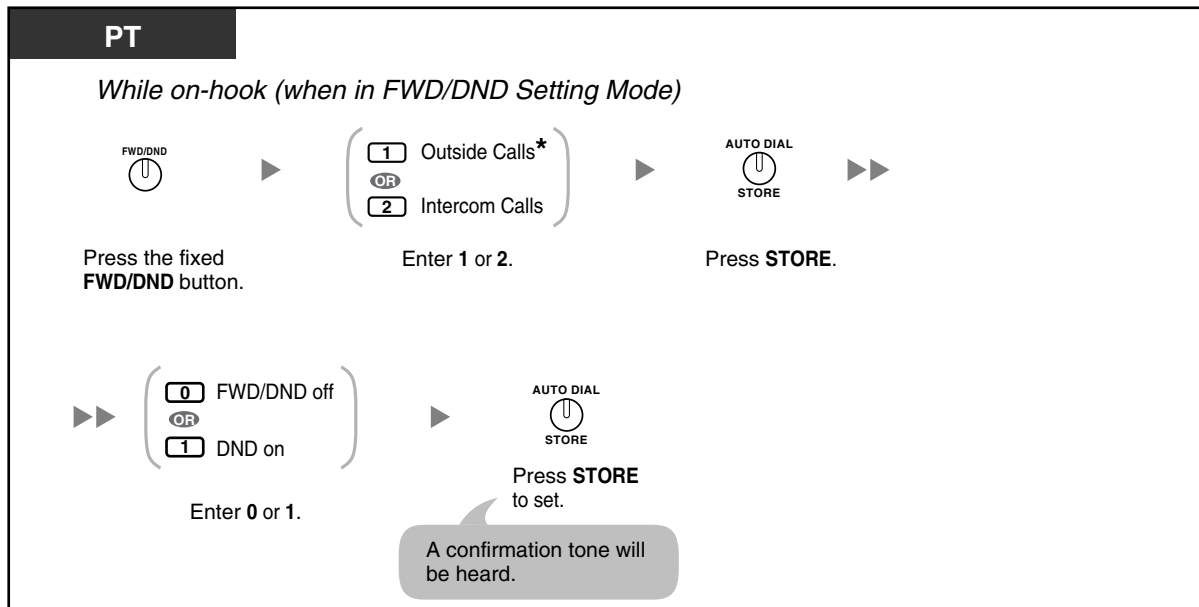 PT
While on-hook (when in FWD/DND Setting Mode)
FWD/DND
1 Outside Calls*
OR
2 Intercom Calls
AUTO DIAL
STORE
Press the fixed
FWD/DND button.
Enter 1 or 2.
Press STORE.
0 FWD/DND off
OR
1 DND on
AUTO DIAL
STORE
Enter 0 or 1.
Press STORE
to set.
A confirmation tone will
be heard.